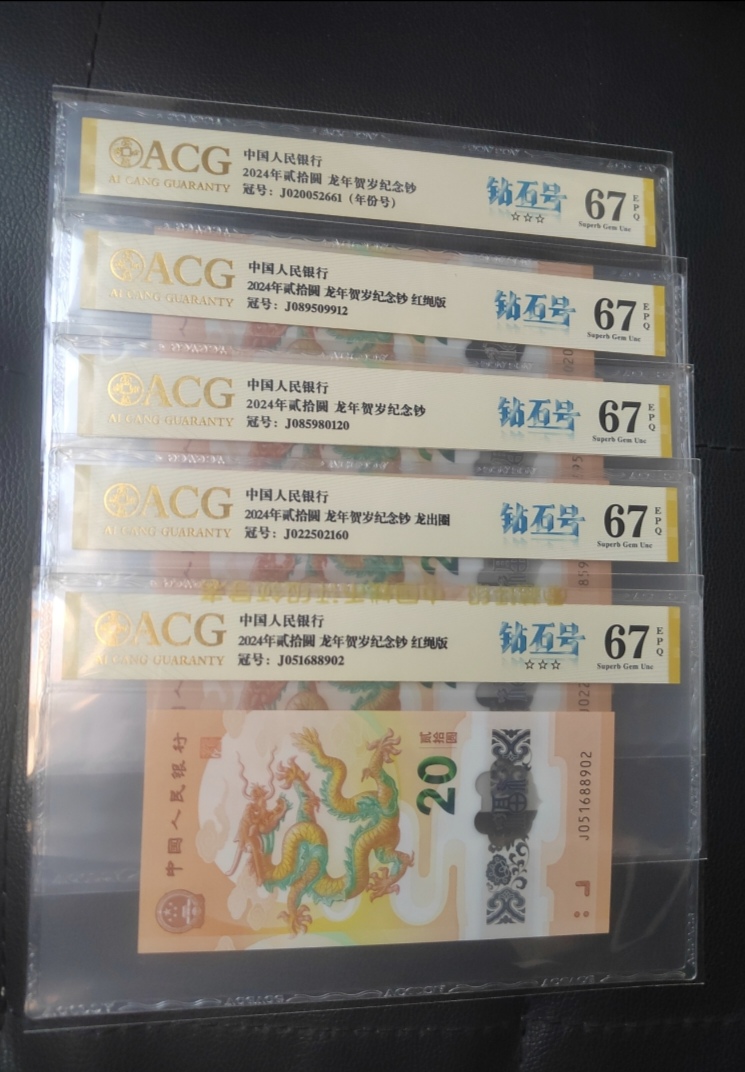 ACG
AI CANG GUARANTY
中国人民银行
2024年贰拾圆 龙年贺岁纪念钞
冠号：J020052661（年份号）
钻石号
☆☆☆
67
EPQ
Superb Gem Unc
ACG
AI CANG GUARANTY
中国人民银行
2024年贰拾圆 龙年贺岁纪念钞 红绳版
冠号：J089509912
钻石号
67
EPQ
Superb Gem Unc
ACG
AI CANG GUARANTY
中国人民银行
2024年贰拾圆 龙年贺岁纪念钞
冠号：J085980120
钻石号
67
EPQ
Superb Gem Unc
ACG
AI CANG GUARANTY
中国人民银行
2024年贰拾圆 龙年贺岁纪念钞 龙出圈
冠号：J022502160
钻石号
67
EPQ
Superb Gem Unc
ACG
AI CANG GUARANTY
中国人民银行
2024年贰拾圆 龙年贺岁纪念钞 红绳版
冠号：J051688902
钻石号
☆☆☆
67
EPQ
Superb Gem Unc
中國人民銀行
贰拾圆
20
J051688902